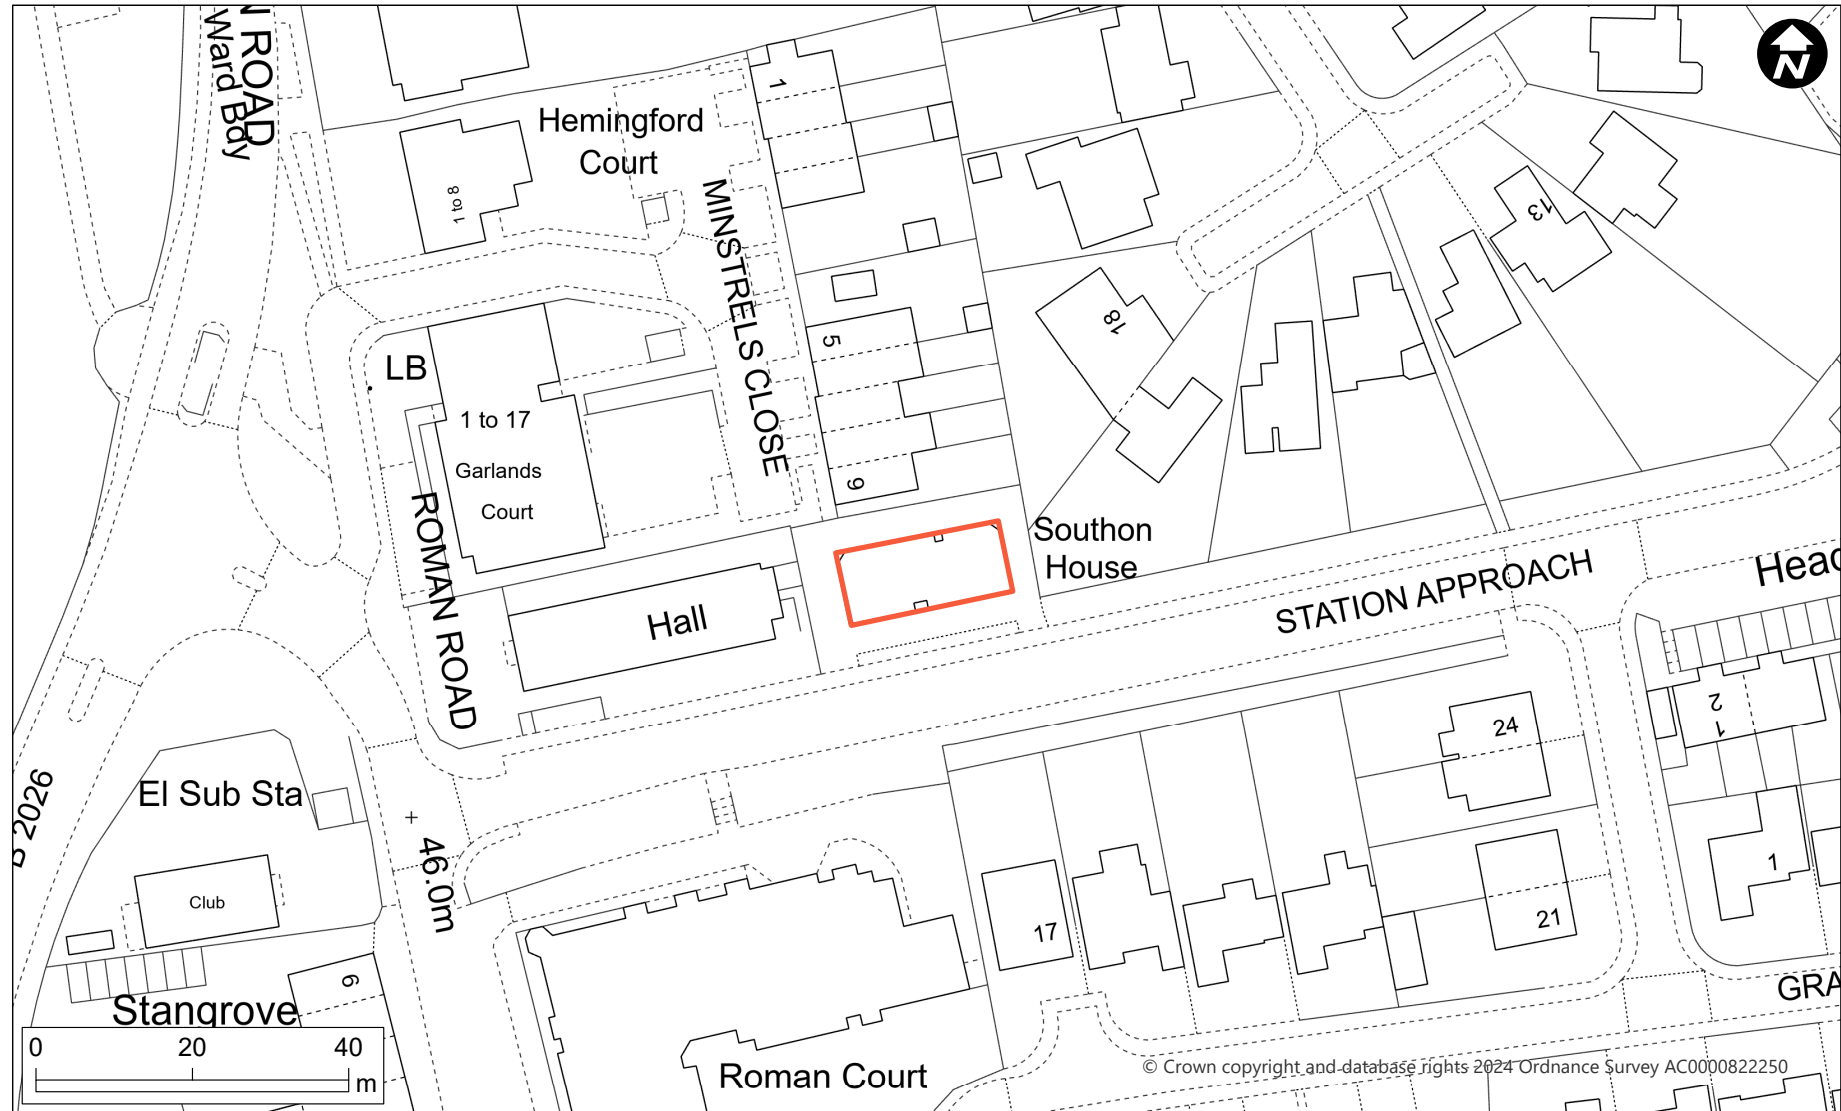 N ROAD
Ward Bdy
N
1
Hemingford
Court
1 to 8
MINSTRELS CLOSE
13
18
5
LB
1 to 17
Garlands
Court
9
ROMAN ROAD
Southon
House
Hall
STATION APPROACH
Head
24
2
1
B 2026
El Sub Sta
46.0m
Club
17
21
1
6
Stangrove
GRA
0 20 40
m
Roman Court
© Crown copyright and database rights 2024 Ordnance Survey AC0000822250